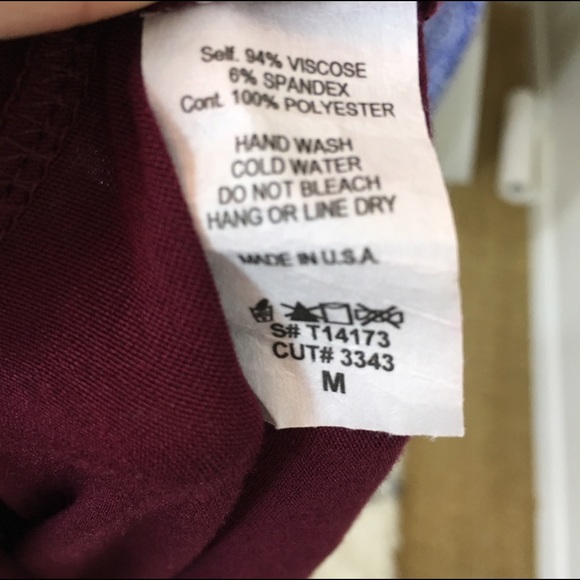 Self. 94% VISCOSE
6% SPANDEX
Cont. 100% POLYESTER
HAND WASH
COLD WATER
DO NOT BLEACH
HANG OR LINE DRY
MADE IN U.S.A.
S# T14173
CUT# 3343
M